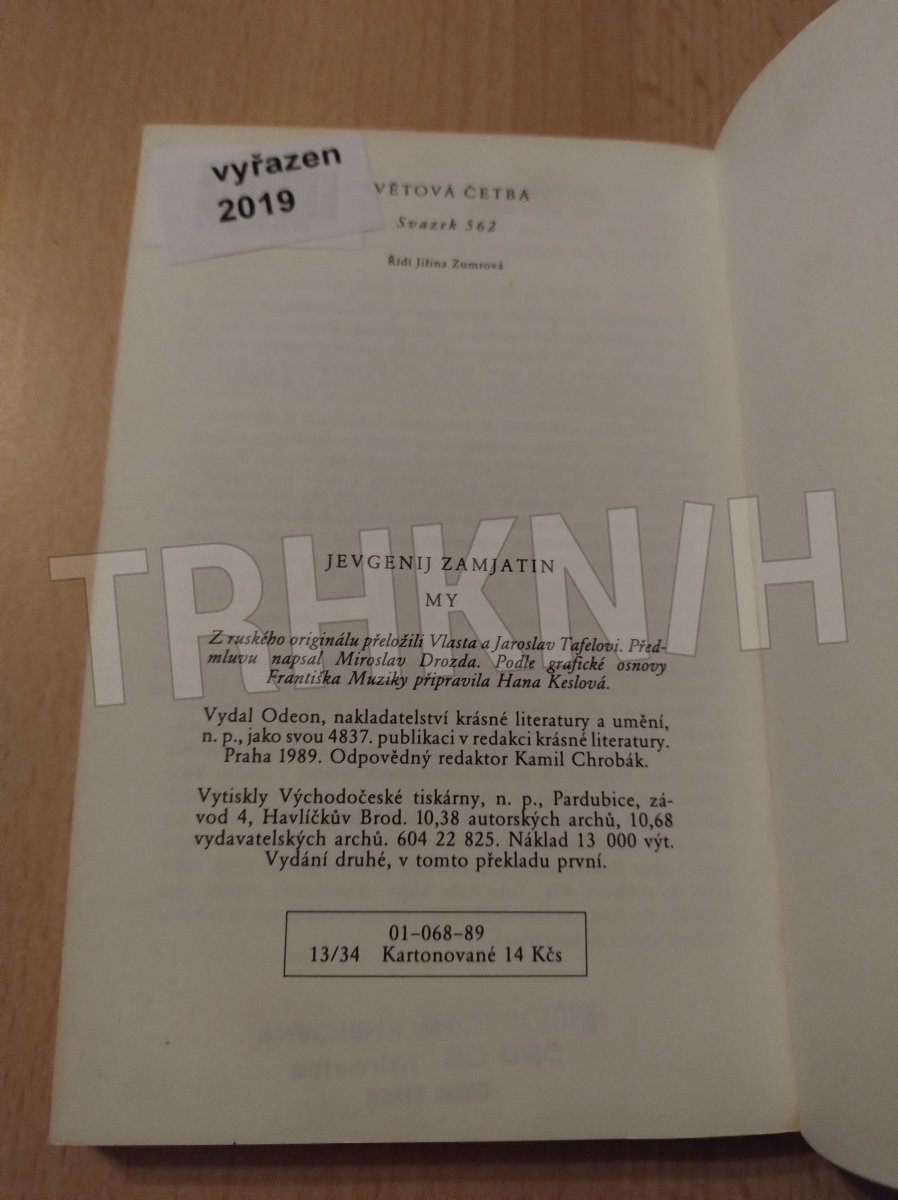 vyřazen
2019
VĚTOVÁ ČETBA
Svazek 562
Řídí Jiřina Zumrová
TRHKN/H
JEVGENIJ ZAMJATIN
MY
Z ruského originálu přeložili Vlasta a Jaroslav Tafelovi. Před-
mluvu napsal Miroslav Drozda. Podle grafické osnovy
Františka Muziky připravila Hana Keslová.
Vydal Odeon, nakladatelství krásné literatury a umění,
n. p., jako svou 4837. publikaci v redakci krásné literatury.
Praha 1989. Odpovědný redaktor Kamil Chrobák.
Vytiskly Východočeské tiskárny, n. p., Pardubice, zá-
vod 4, Havlíčkův Brod. 10,38 autorských archů, 10,68
vydavatelských archů. 604 22 825. Náklad 13 000 výt.
Vydání druhé, v tomto překladu první.
01–068–89
13/34 Kartonované 14 Kčs